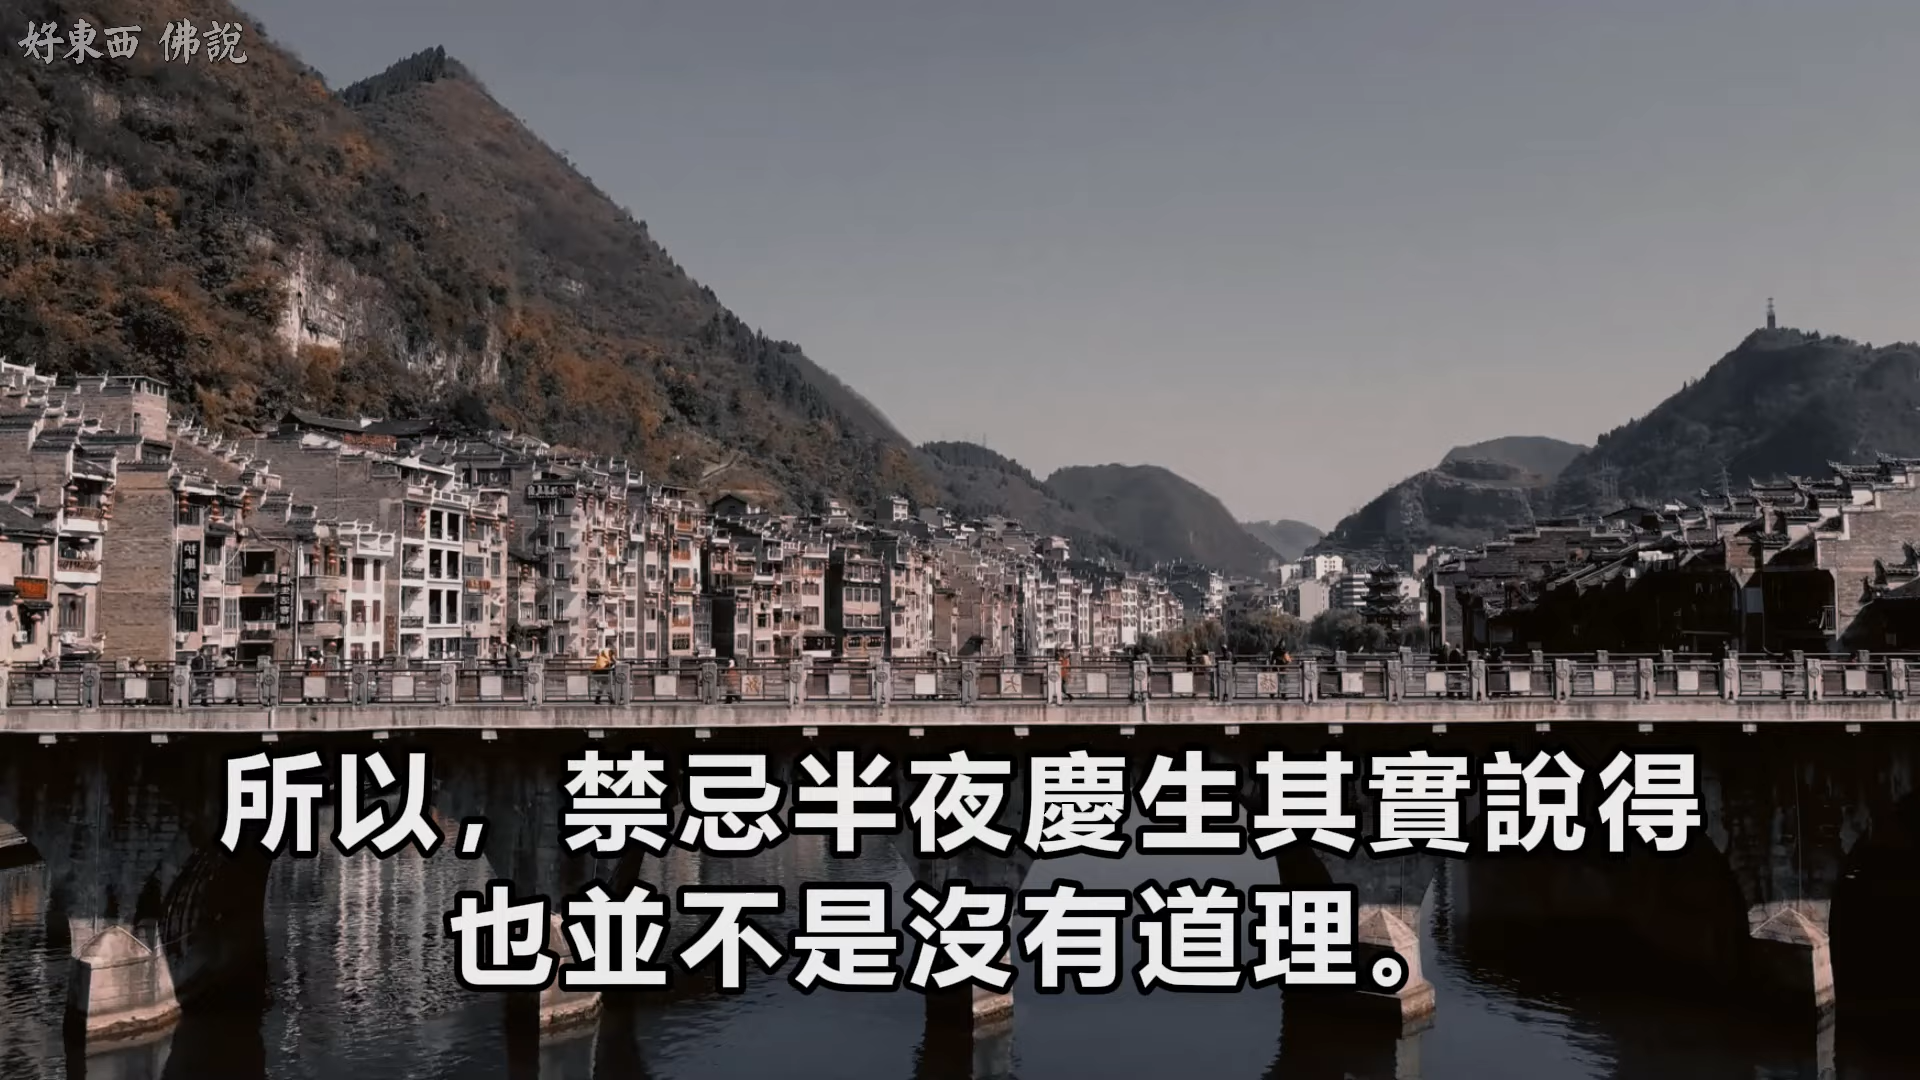 好東西 佛說
所以，禁忌半夜慶生其實說得
也並不是沒有道理。